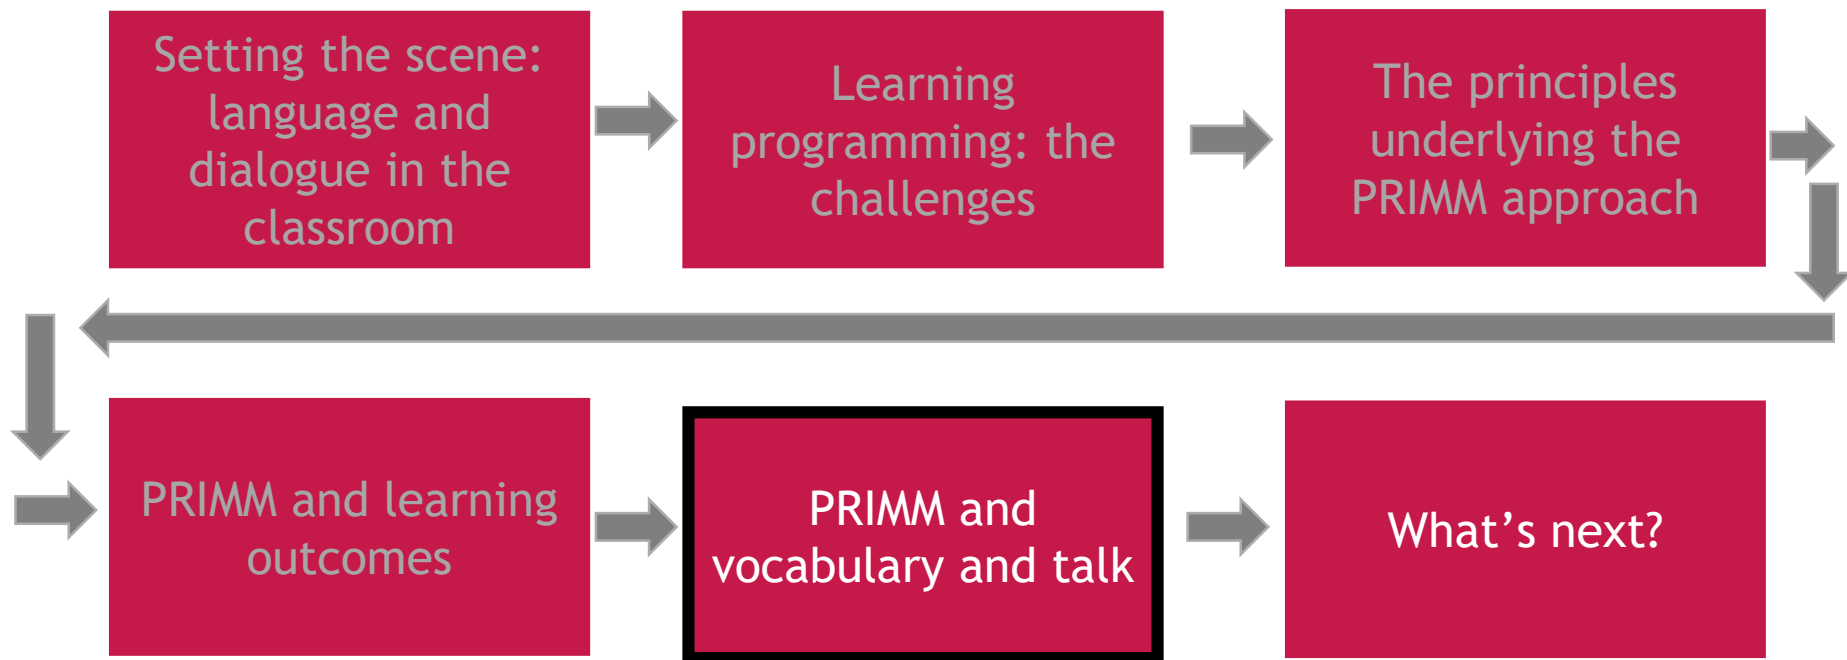 Setting the scene:
language and
dialogue in the
classroom
Learning
programming: the
challenges
The principles
underlying the
PRIMM approach
PRIMM and learning
outcomes
PRIMM and
vocabulary and talk
What’s next?